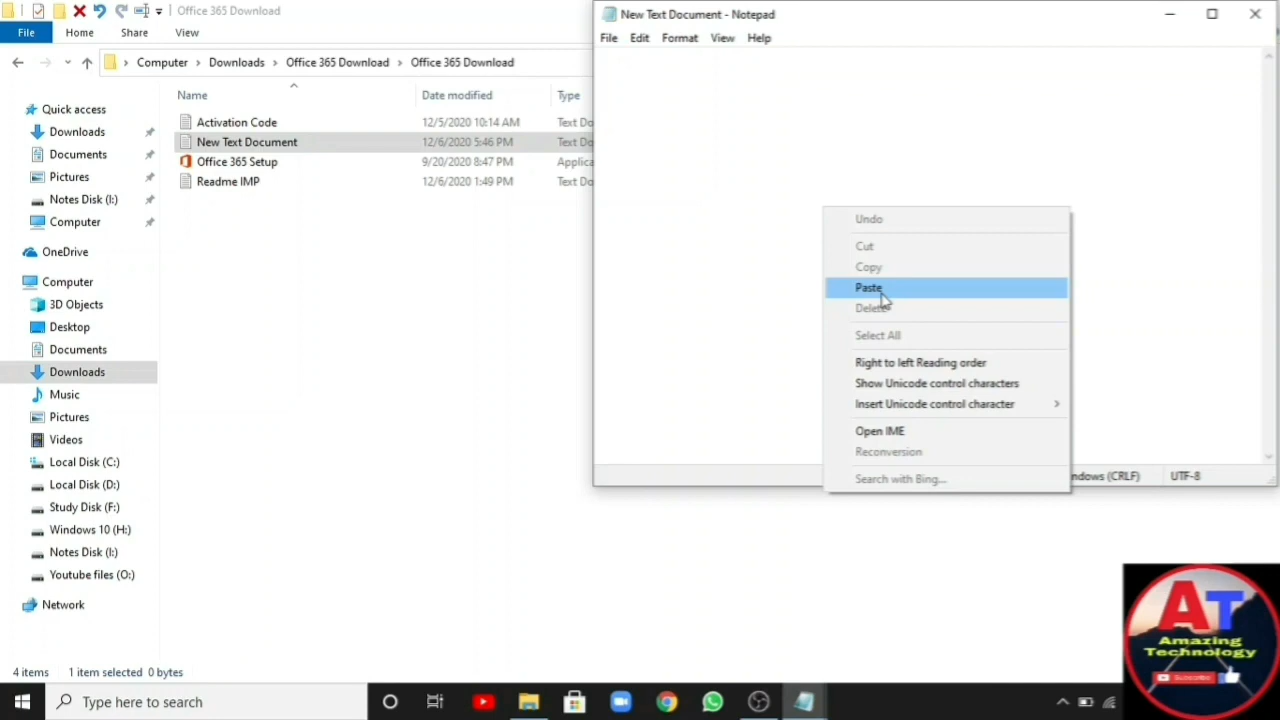 Office 365 Download
File Home Share View
Computer > Downloads > Office 365 Download > Office 365 Download
Name Date modified Type
Quick access
Downloads
Documents
Pictures
Notes Disk (I:)
Computer
OneDrive
Computer
3D Objects
Desktop
Documents
Downloads
Music
Pictures
Videos
Local Disk (C:)
Local Disk (D:)
Study Disk (F:)
Windows 10 (H:)
Notes Disk (I:)
Youtube files (O:)
Network
Activation Code 12/5/2020 10:14 AM Text Do
New Text Document 12/6/2020 5:46 PM Text Do
Office 365 Setup 9/20/2020 8:47 PM Applica
Readme IMP 12/6/2020 1:49 PM Text Do
4 items 1 item selected 0 bytes
New Text Document - Notepad
File Edit Format View Help
Undo
Cut
Copy
Paste
Delete
Select All
Right to left Reading order
Show Unicode control characters
Insert Unicode control character
Open IME
Reconversion
Search with Bing...
ndows (CRLF) UTF-8
AT
Amazing
Technology
Subscribe
Type here to search